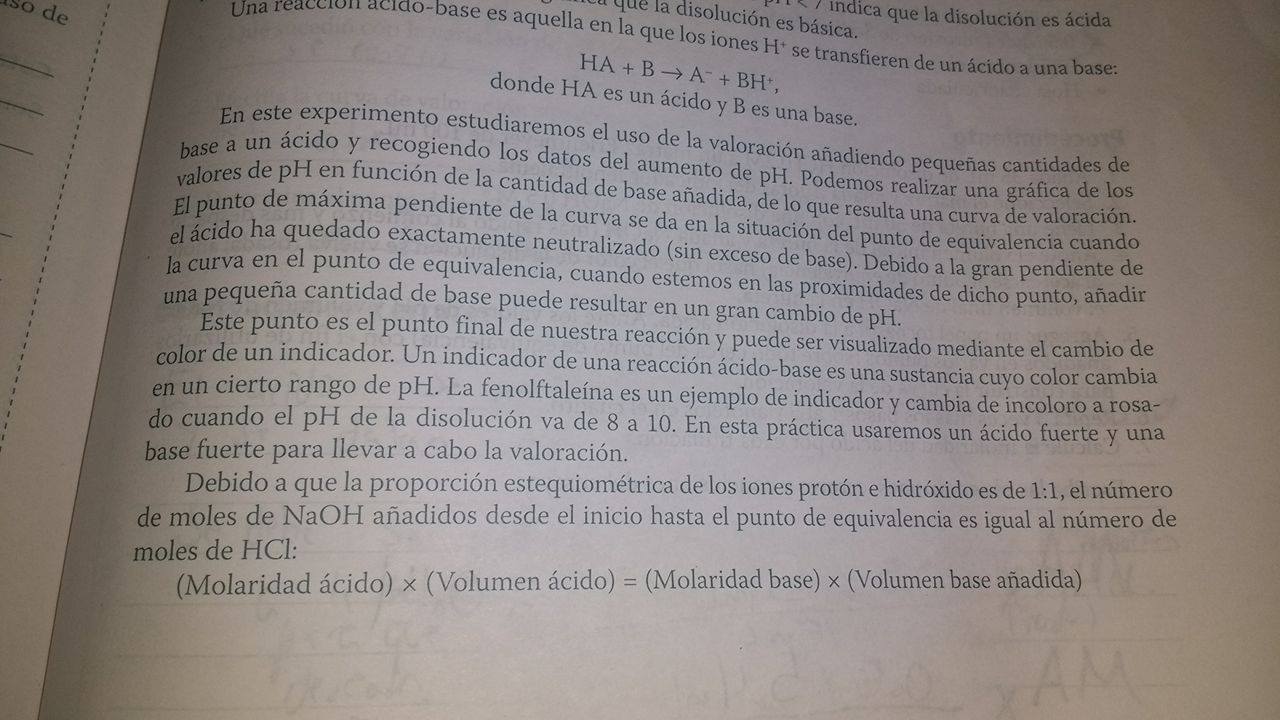 so de
que la disolución es básica.
indica que la disolución es ácida
Una reacción ácido-base es aquella en la que los iones H⁺ se transfieren de un ácido a una base:
HA + B → A⁻ + BH⁺,
donde HA es un ácido y B es una base.
En este experimento estudiaremos el uso de la valoración añadiendo pequeñas cantidades de
base a un ácido y recogiendo los datos del aumento de pH. Podemos realizar una gráfica de los
valores de pH en función de la cantidad de base añadida, de lo que resulta una curva de valoración.
El punto de máxima pendiente de la curva se da en la situación del punto de equivalencia cuando
el ácido ha quedado exactamente neutralizado (sin exceso de base). Debido a la gran pendiente de
la curva en el punto de equivalencia, cuando estemos en las proximidades de dicho punto, añadir
una pequeña cantidad de base puede resultar en un gran cambio de pH.
Este punto es el punto final de nuestra reacción y puede ser visualizado mediante el cambio de
color de un indicador. Un indicador de una reacción ácido-base es una sustancia cuyo color cambia
en un cierto rango de pH. La fenolftaleína es un ejemplo de indicador y cambia de incoloro a rosa-
do cuando el pH de la disolución va de 8 a 10. En esta práctica usaremos un ácido fuerte y una
base fuerte para llevar a cabo la valoración.
Debido a que la proporción estequiométrica de los iones protón e hidróxido es de 1:1, el número
de moles de NaOH añadidos desde el inicio hasta el punto de equivalencia es igual al número de
moles de HCl:
(Molaridad ácido) × (Volumen ácido) = (Molaridad base) × (Volumen base añadida)